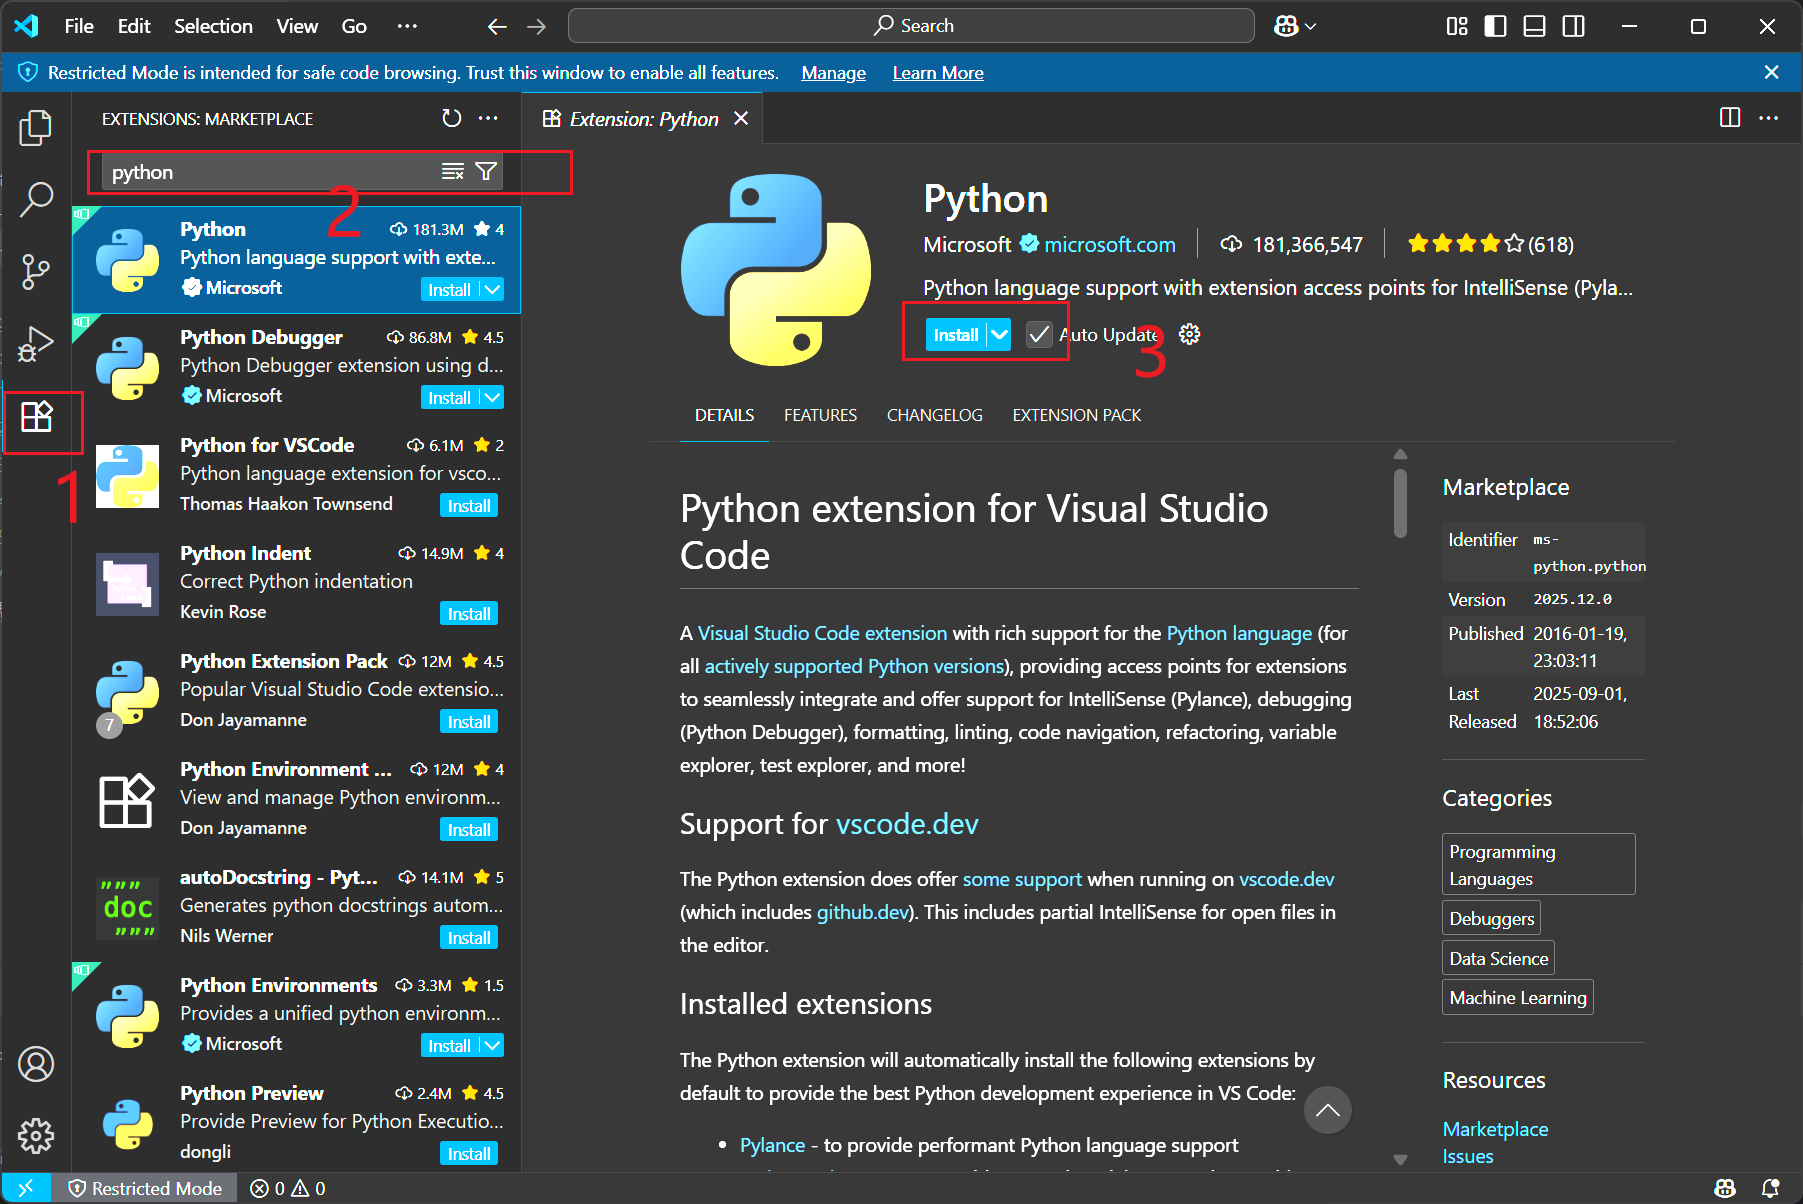 File Edit Selection View Go ··· Search
Restricted Mode is intended for safe code browsing. Trust this window to enable all features. Manage Learn More
EXTENSIONS: MARKETPLACE
python
1
2
Python 181.3M 4
Python language support with exte...
Microsoft Install
Python Debugger 86.8M 4.5
Python Debugger extension using d...
Microsoft Install
Python for VSCode 6.1M 2
Python language extension for vsco...
Thomas Haakon Townsend Install
Python Indent 14.9M 4
Correct Python indentation
Kevin Rose Install
Python Extension Pack 12M 4.5
Popular Visual Studio Code extensio...
7
Don Jayamanne Install
Python Environment ... 12M 4
View and manage Python environm...
Don Jayamanne Install
autoDocstring - Pyt... 14.1M 5
"""
doc
"""
Generates python docstrings autom...
Nils Werner Install
Python Environments 3.3M 1.5
Provides a unified python environm...
Microsoft Install
Python Preview 2.4M 4.5
Provide Preview for Python Executio...
dongli Install
Extension: Python
Python
Microsoft microsoft.com 181,366,547 (618)
Python language support with extension access points for IntelliSense (Pyla...
Install Auto Update
3
DETAILS FEATURES CHANGELOG EXTENSION PACK
Python extension for Visual Studio
Code
A Visual Studio Code extension with rich support for the Python language (for
all actively supported Python versions), providing access points for extensions
to seamlessly integrate and offer support for IntelliSense (Pylance), debugging
(Python Debugger), formatting, linting, code navigation, refactoring, variable
explorer, test explorer, and more!
Support for vscode.dev
The Python extension does offer some support when running on vscode.dev
(which includes github.dev). This includes partial IntelliSense for open files in
the editor.
Installed extensions
The Python extension will automatically install the following extensions by
default to provide the best Python development experience in VS Code:
• Pylance - to provide performant Python language support
Marketplace
Identifier ms-
python.python
Version 2025.12.0
Published 2016-01-19,
23:03:11
Last 2025-09-01,
Released 18:52:06
Categories
Programming
Languages
Debuggers
Data Science
Machine Learning
Resources
Marketplace
Issues
Restricted Mode 0 0